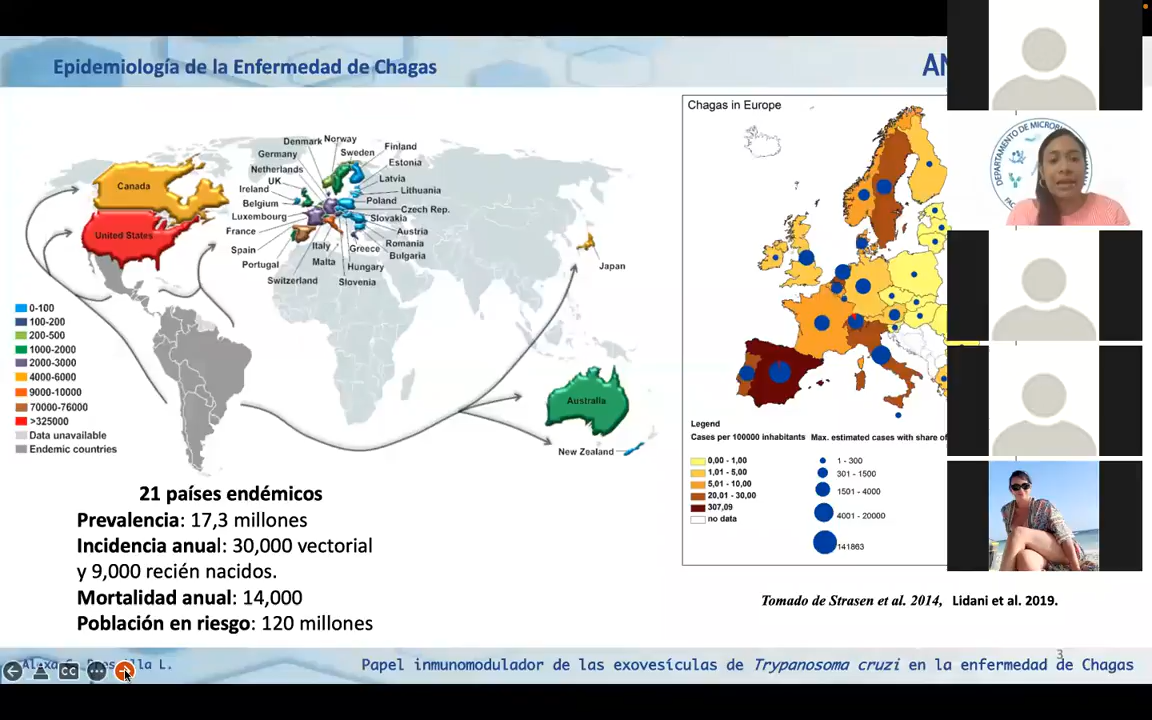 Epidemiología de la Enfermedad de Chagas
AN
Denmark
Norway
Germany
Sweden
Finland
Netherlands
Estonia
UK
Latvia
Ireland
Lithuania
Belgium
Poland
Luxembourg
Czech Rep.
Slovakia
France
Austria
Spain
Italy
Greece
Romania
Portugal
Malta
Hungary
Bulgaria
Switzerland
Slovenia
Canada
United States
Japan
Australia
New Zealand
0-100
100-200
200-500
1000-2000
2000-3000
4000-6000
9000-10000
70000-76000
>325000
Data unavailable
Endemic countries
21 países endémicos
Prevalencia: 17,3 millones
Incidencia anual: 30,000 vectorial
y 9,000 recién nacidos.
Mortalidad anual: 14,000
Población en riesgo: 120 millones
Chagas in Europe
Legend
Cases per 100000 inhabitants
0,00 - 1,00
1,01 - 5,00
5,01 - 10,00
20,01 - 30,00
307,09
no data
Max. estimated cases with share of
1 - 300
301 - 1500
1501 - 4000
4001 - 20000
141863
Tomado de Strasen et al. 2014, Lidani et al. 2019.
DEPARTAMENTO DE MICROBI
3
CC
Papel inmunomodulador de las exovesículas de Trypanosoma cruzi en la enfermedad de Chagas